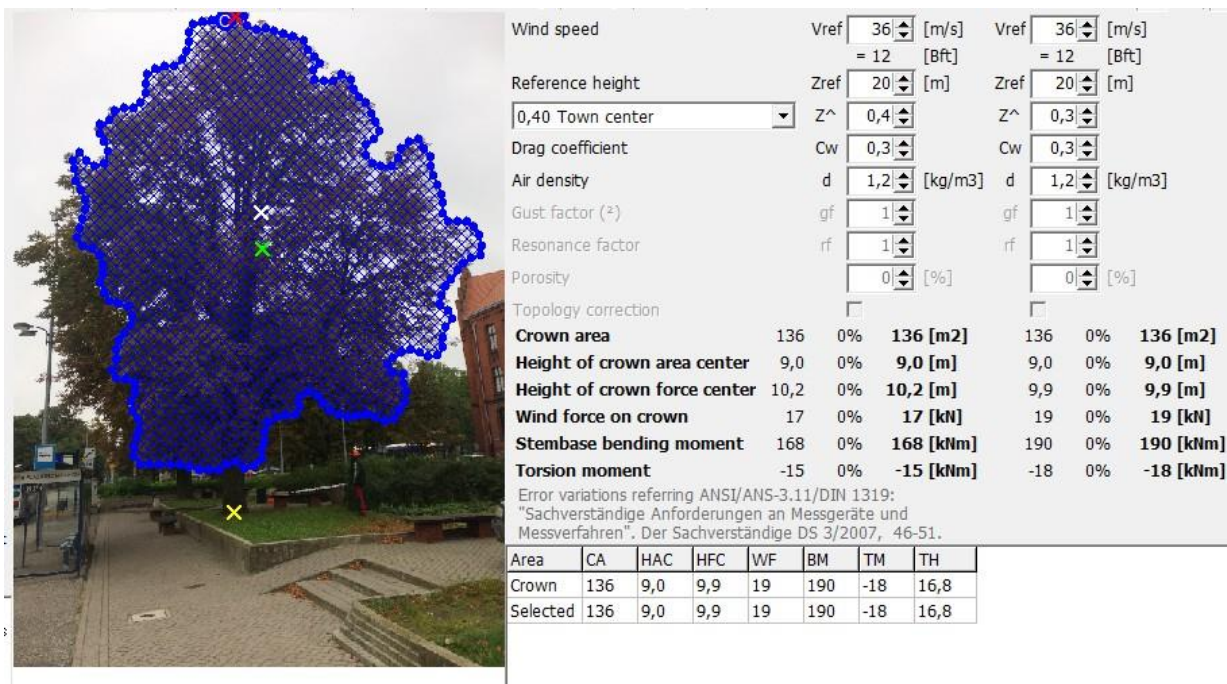 C
Wind speed Vref 36 [m/s] Vref 36 [m/s]
= 12 [Bft] = 12 [Bft]
Reference height Zref 20 [m] Zref 20 [m]
0,40 Town center Z^ 0,4 Z^ 0,3
Drag coefficient Cw 0,3 Cw 0,3
Air density d 1,2 [kg/m3] d 1,2 [kg/m3]
Gust factor (²) gf 1 gf 1
Resonance factor rf 1 rf 1
Porosity 0 [%] 0 [%]
Topology correction
Crown area 136 0% 136 [m2] 136 0% 136 [m2]
Height of crown area center 9,0 0% 9,0 [m] 9,0 0% 9,0 [m]
Height of crown force center 10,2 0% 10,2 [m] 9,9 0% 9,9 [m]
Wind force on crown 17 0% 17 [kN] 19 0% 19 [kN]
Stembase bending moment 168 0% 168 [kNm] 190 0% 190 [kNm]
Torsion moment -15 0% -15 [kNm] -18 0% -18 [kNm]
Error variations referring ANSI/ANS-3.11/DIN 1319:
"Sachverständige Anforderungen an Messgeräte und
Messverfahren". Der Sachverständige DS 3/2007, 46-51.
Area CA HAC HFC WF BM TM TH
Crown 136 9,0 9,9 19 190 -18 16,8
Selected 136 9,0 9,9 19 190 -18 16,8